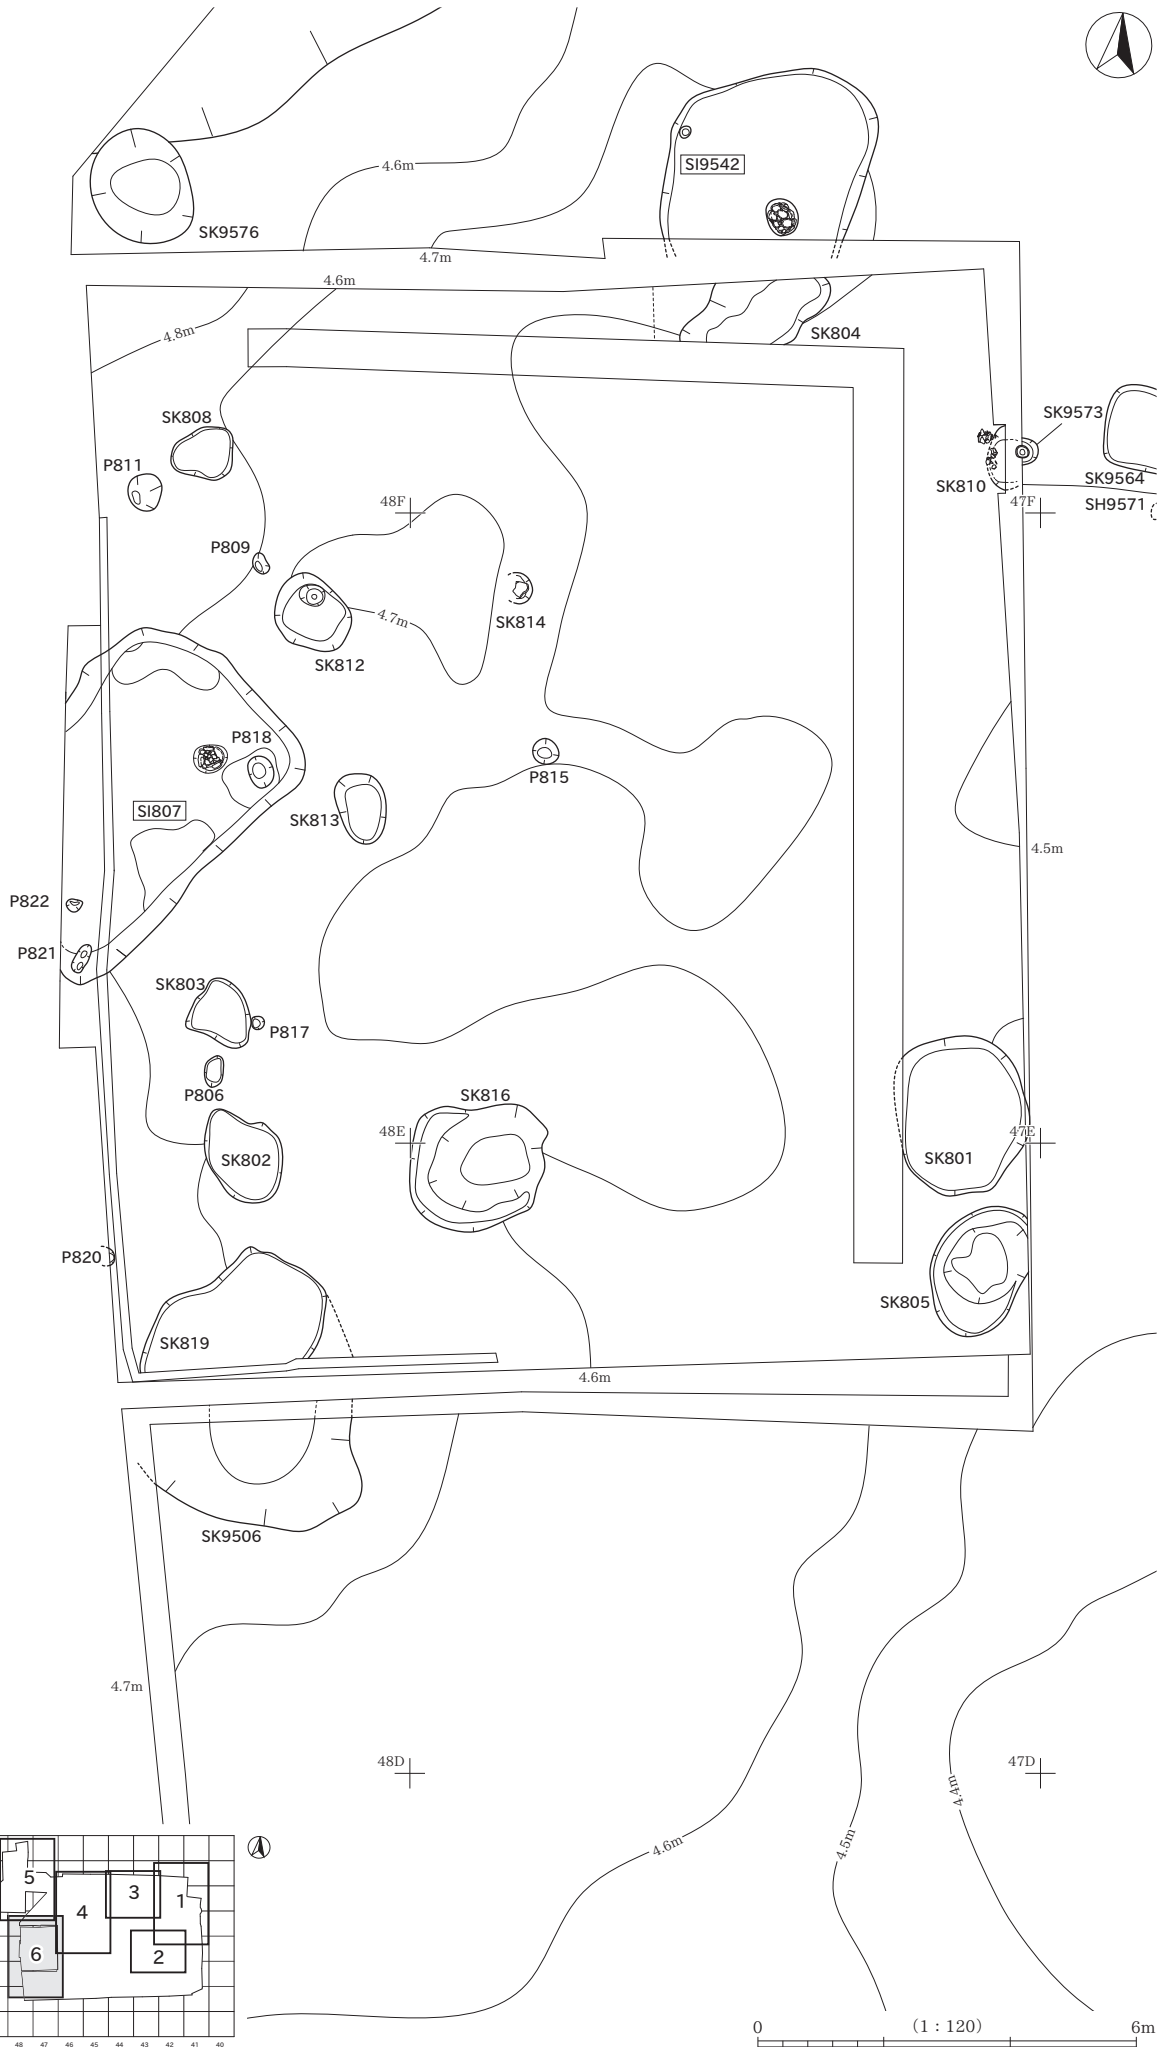 SI9542
4.6m
SK9576
4.7m
4.6m
4.8m
SK804
SK808
SK9573
P811
SK9564
SK810
48F
47F
SH9571
P809
4.7m
SK814
SK812
P818
P815
SI807
SK813
4.5m
P822
P821
SK803
P817
P806
SK816
48E
47E
SK802
SK801
P820
SK805
SK819
4.6m
SK9506
4.7m
48D
47D
4.4m
4.6m
4.5m
5
3
1
4
6
2
48 47 46 45 44 43 42 41 40
0 (1：120) 6m